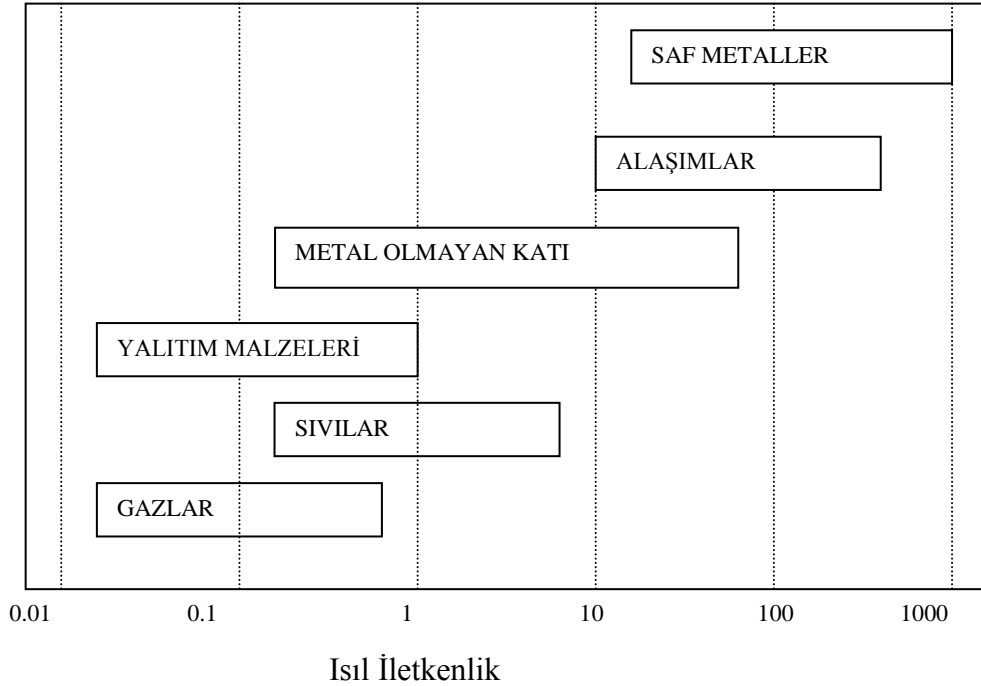 SAF METALLER
ALAŞIMLAR
METAL OLMAYAN KATI
YALITIM MALZELERİ
SIVILAR
GAZLAR
0.01 0.1 1 10 100 1000
Isıl İletkenlik